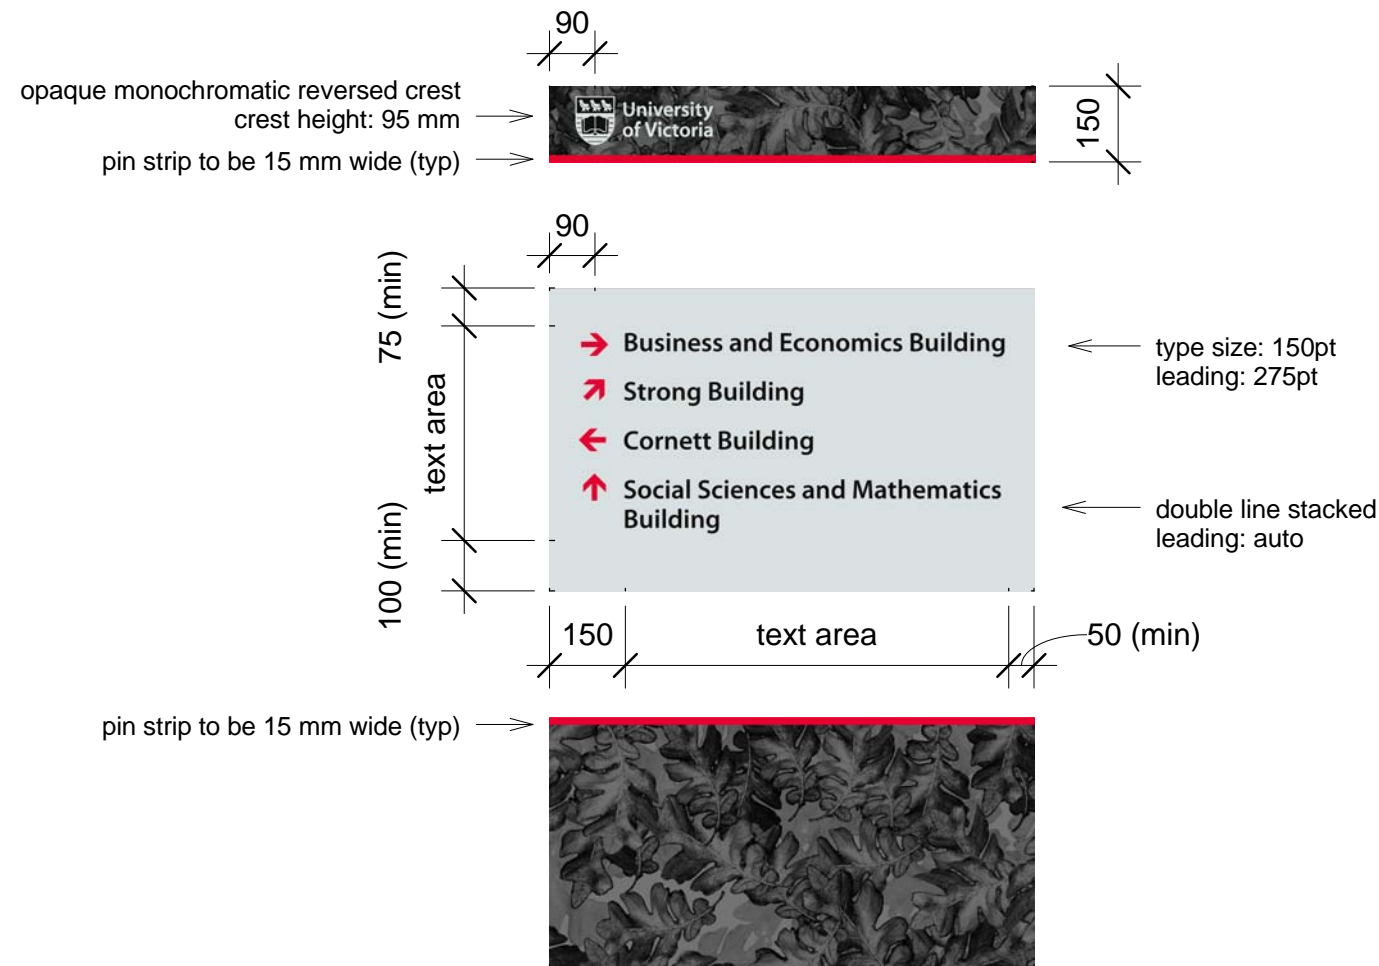 90
opaque monochromatic reversed crest
crest height: 95 mm
pin strip to be 15 mm wide (typ)
University
of Victoria
150
90
75 (min)
text area
100 (min)
Business and Economics Building
Strong Building
Cornett Building
Social Sciences and Mathematics
Building
type size: 150pt
leading: 275pt
double line stacked
leading: auto
150
text area
50 (min)
pin strip to be 15 mm wide (typ)